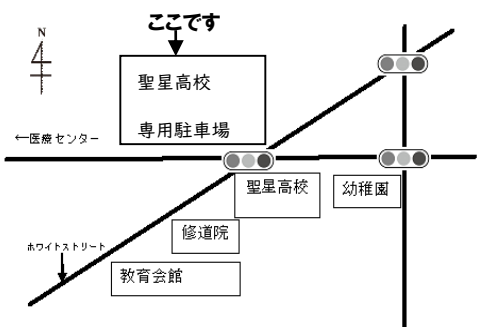 ここです
N
聖星高校
専用駐車場
←医療センター
聖星高校
幼稚園
修道院
ホワイトストリート
教育会館